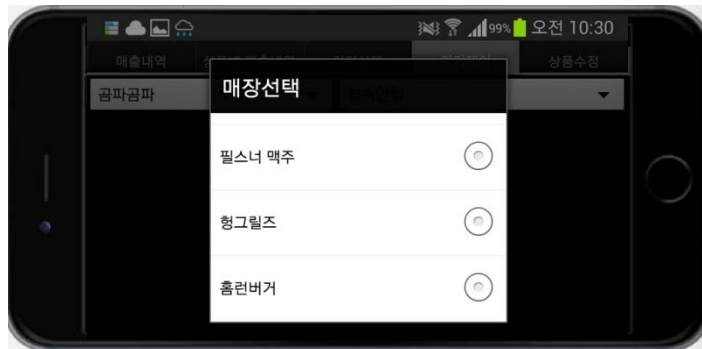 99% 오전 10:30
매출내역
상품수정
곰파곰파
매장선택
필스너 맥주
헝그릴즈
홈런버거